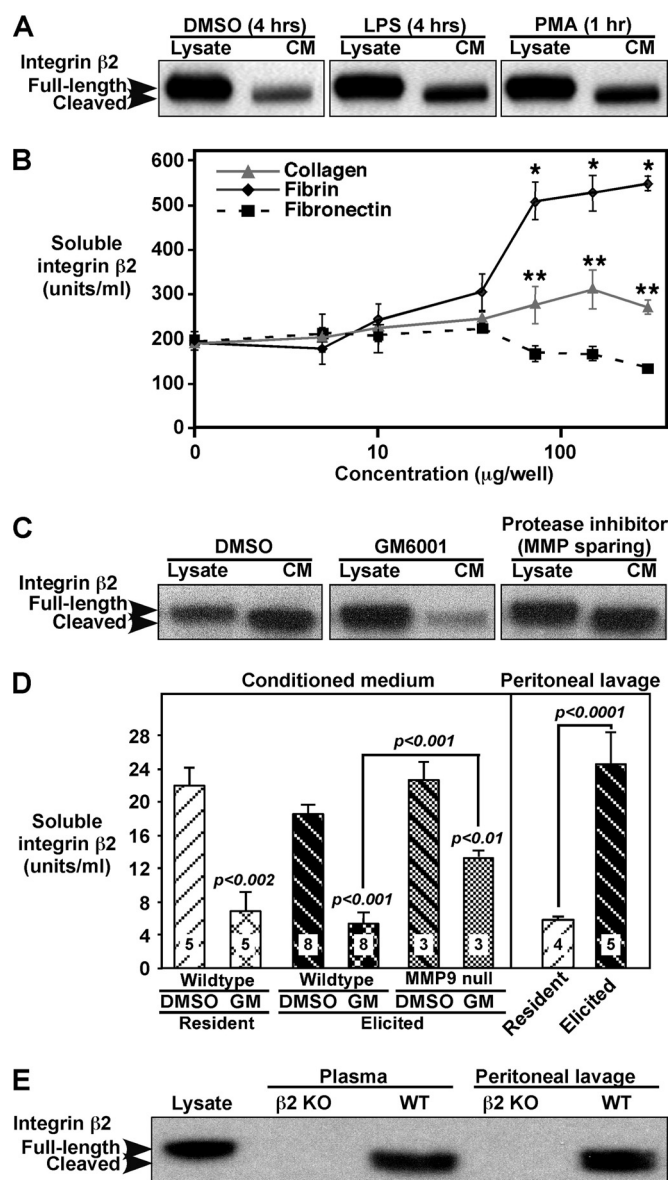 A
DMSO (4 hrs) LPS (4 hrs) PMA (1 hr)
Lysate CM Lysate CM Lysate CM
Integrin β2
Full-length
Cleaved
B
600
500
400
300
200
100
0
Soluble
integrin β2
(units/ml)
Collagen
Fibrin
Fibronectin
* * *
** ** **
0 10 100
Concentration (μg/well)
C
DMSO GM6001 Protease inhibitor
(MMP sparing)
Lysate CM Lysate CM Lysate CM
Integrin β2
Full-length
Cleaved
D
Conditioned medium Peritoneal lavage
28
24
20
16
12
8
4
0
Soluble
integrin β2
(units/ml)
p<0.0001
p<0.001
p<0.01
p<0.002
p<0.001
5 5 8 8 3 3 4 5
Wildtype Wildtype MMP9 null
DMSO GM DMSO GM DMSO GM
Resident Elicited
Resident Elicited
E
Plasma Peritoneal lavage
Lysate β2 KO WT β2 KO WT
Integrin β2
Full-length
Cleaved